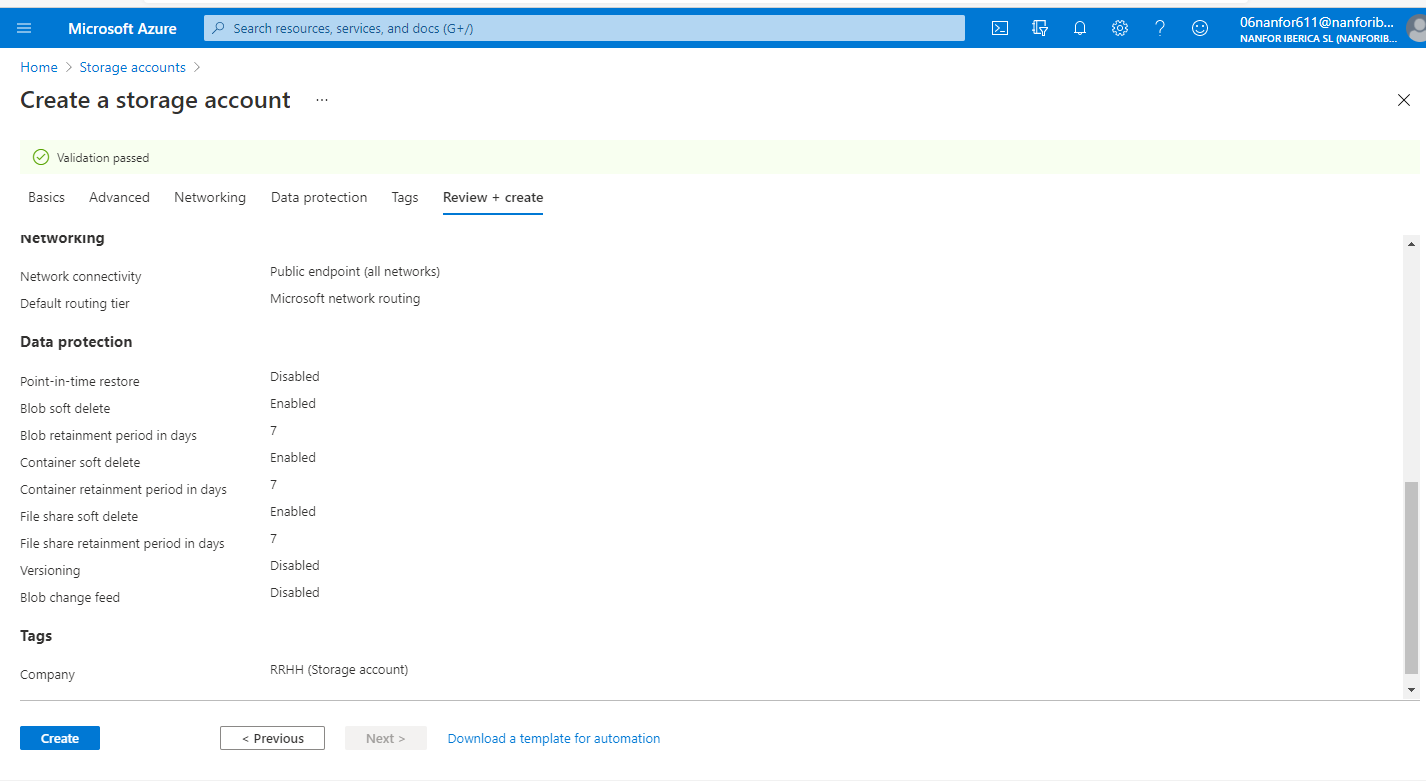 Microsoft Azure
Search resources, services, and docs (G+/)
06nanfor611@nanforib...
NANFOR IBERICA SL (NANFORIB...
Home > Storage accounts >
Create a storage account ...
Validation passed
Basics Advanced Networking Data protection Tags Review + create
Networking
Network connectivity Public endpoint (all networks)
Default routing tier Microsoft network routing
Data protection
Point-in-time restore Disabled
Blob soft delete Enabled
Blob retainment period in days 7
Container soft delete Enabled
Container retainment period in days 7
File share soft delete Enabled
File share retainment period in days 7
Versioning Disabled
Blob change feed Disabled
Tags
Company RRHH (Storage account)
Create < Previous Next > Download a template for automation